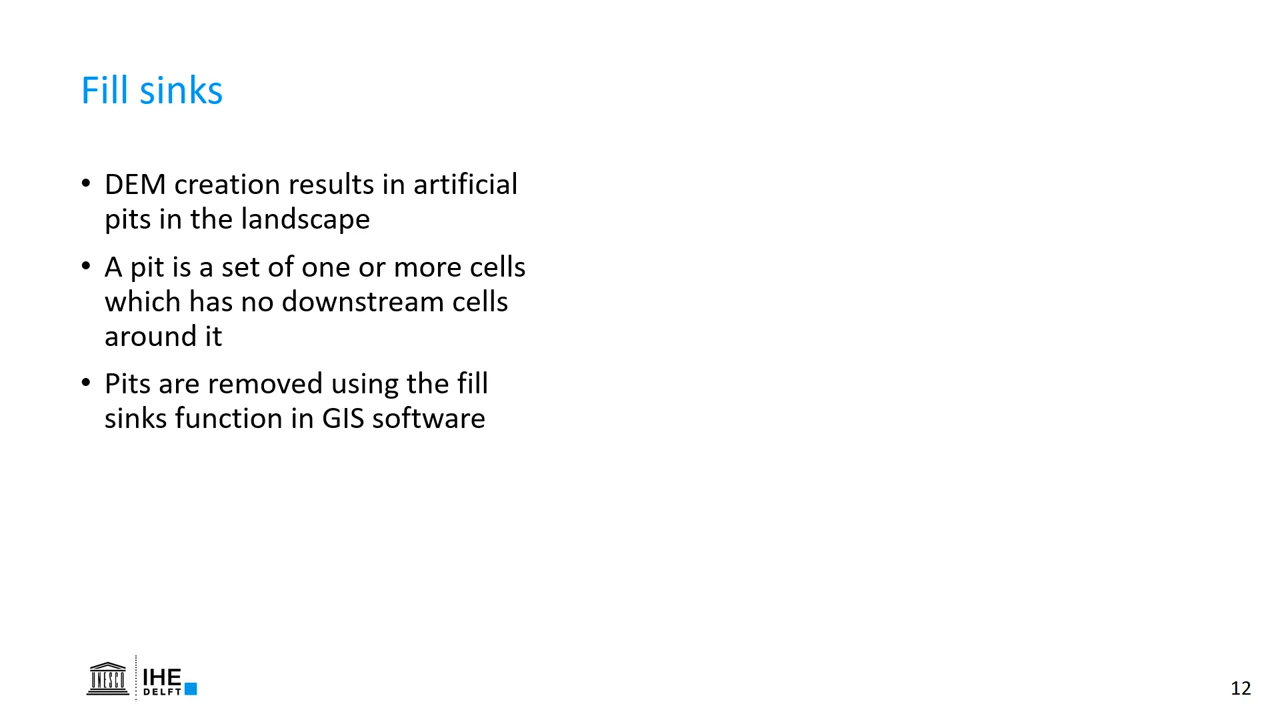 Fill sinks
• DEM creation results in artificial
pits in the landscape
• A pit is a set of one or more cells
which has no downstream cells
around it
• Pits are removed using the fill
sinks function in GIS software
UNESCO
IHE
DELFT
12